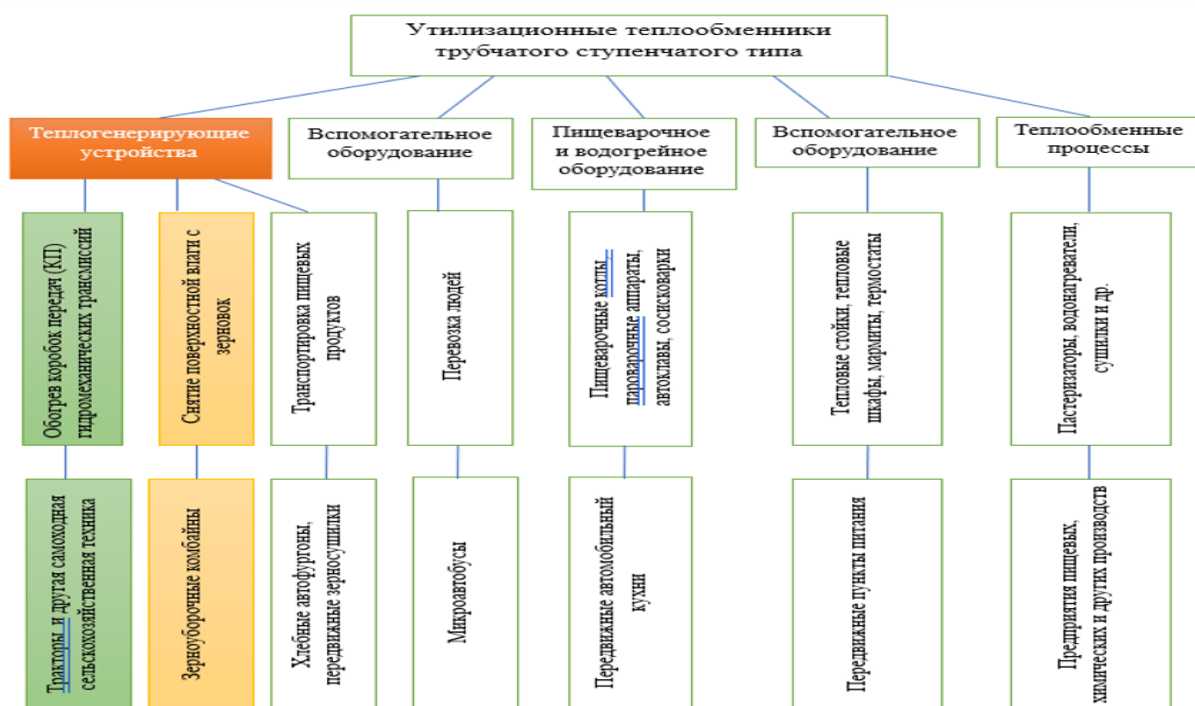 Утилизационные теплообменники
трубчатого ступенчатого типа
Теплогенерирующие
устройства
Вспомогательное
оборудование
Пищеварочное
и водогрейное
оборудование
Вспомогательное
оборудование
Теплообменные
процессы
Обогрев коробок передач (КП)
гидромеханических трансмиссий
Снятие поверхностной влаги с
зерновок
Транспортировка пищевых
продуктов
Перевозка людей
Пищеварочные котлы,
пароварочные аппараты,
автоклавы, сосисковарки
Тепловые стойки, тепловые
шкафы, мармиты, термостаты
Пастеризаторы, водонагреватели,
сушилки и др.
Тракторы и другая самоходная
сельскохозяйственная техника
Зерноуборочные комбайны
Хлебные автофургоны,
передвижные зерносушилки
Микроавтобусы
Передвижные автомобильный
кухни
Передвижные пункты питания
Предприятия пищевых,
химических и других производств